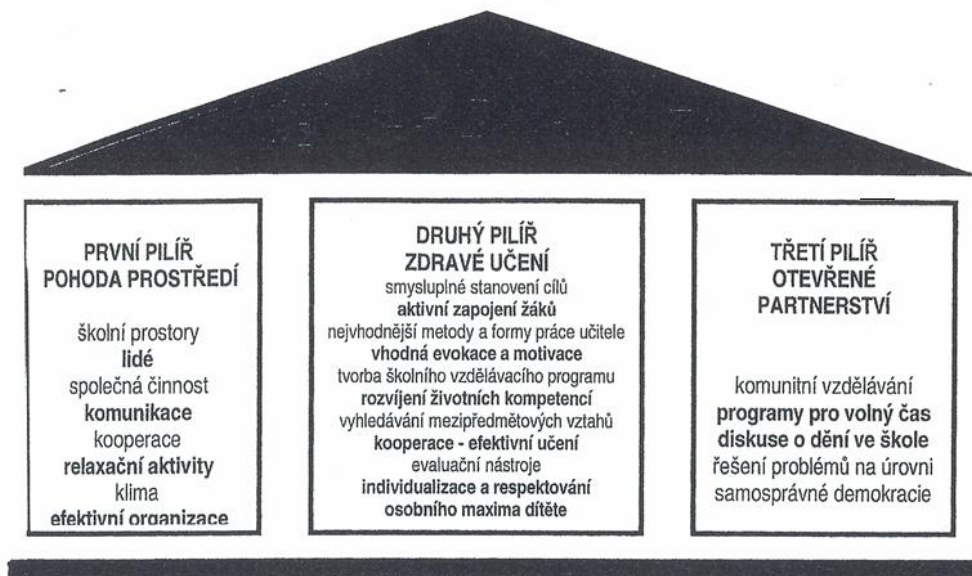 PRVNÍ PILÍŘ
POHODA PROSTŘEDÍ
školní prostory
lidé
společná činnost
komunikace
kooperace
relaxační aktivity
klima
efektivní organizace
DRUHÝ PILÍŘ
ZDRAVÉ UČENÍ
smysluplné stanovení cílů
aktivní zapojení žáků
nejvhodnější metody a formy práce učitele
vhodná evokace a motivace
tvorba školního vzdělávacího programu
rozvíjení životních kompetencí
vyhledávání mezipředmětových vztahů
kooperace - efektivní učení
evaluační nástroje
individualizace a respektování
osobního maxima dítěte
TŘETÍ PILÍŘ
OTEVŘENÉ
PARTNERSTVÍ
komunitní vzdělávání
programy pro volný čas
diskuse o dění ve škole
řešení problémů na úrovni
samosprávné demokracie